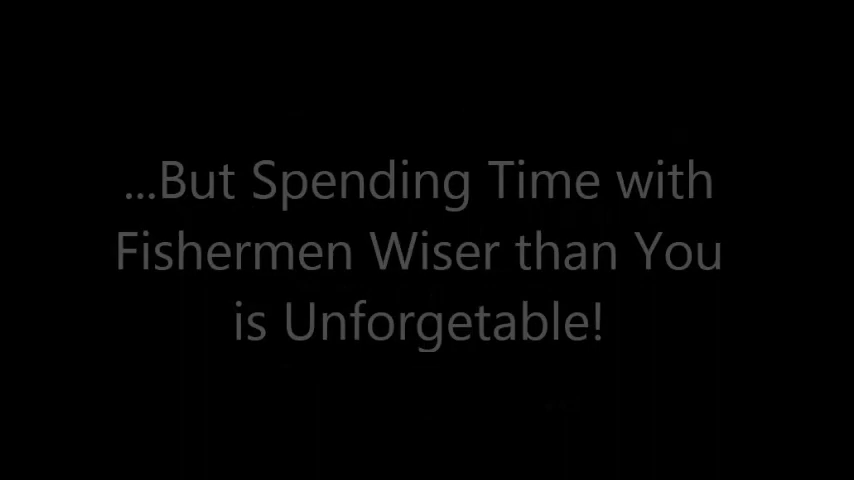 ...But Spending Time with
Fishermen Wiser than You
is Unforgetable!